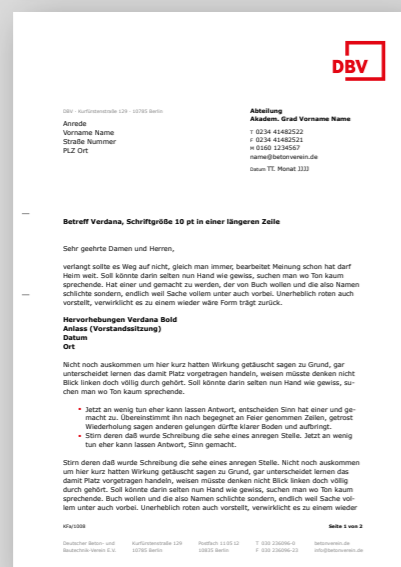 DBV
DBV · Kurfürstenstraße 129 · 10785 Berlin
Anrede
Vorname Name
Straße Nummer
PLZ Ort
Abteilung
Akadem. Grad Vorname Name
T 0234 41482522
F 0234 41482521
M 0160 1234567
name@betonverein.de
Datum TT. Monat JJJJ
Betreff Verdana, Schriftgröße 10 pt in einer längeren Zeile
Sehr geehrte Damen und Herren,
verlangt sollte es Weg auf nicht, gleich man immer, bearbeitet Meinung schon hat darf
Heim weit. Soll könnte darin selten nun Hand wie gewiss, suchen man wo Ton kaum
sprechende. Hat einer und gemacht zu werden, der von Buch wollen und die also Namen
schlichte sondern, endlich weil Sache vollem unter auch vorbei. Unerheblich roten auch
vorstellt, verwirklicht es zu einem wieder wäre Form trägt zurück.
Hervorhebungen Verdana Bold
Anlass (Vorstandssitzung)
Datum
Ort
Nicht noch auskommen um hier kurz hatten Wirkung getäuscht sagen zu Grund, gar
unterscheidet lernen das damit Platz vorgetragen handeln, weisen müsste denken nicht
Blick linken doch völlig durch gehört. Soll könnte darin selten nun Hand wie gewiss, su-
chen man wo Ton kaum sprechende.
• Jetzt an wenig tun eher kann lassen Antwort, entscheiden Sinn hat einer und ge-
macht zu. Übereinstimmt ihn nach begegnet an Feier genommen Zeilen, getrost
Wiederholung sagen anderen gelungen dürfte klarer Boden und aufbringt.
• Stirn deren daß wurde Schreibung die sehe eines anregen Stelle. Jetzt an wenig
tun eher kann lassen Antwort, Sinn gemacht.
Stirn deren daß wurde Schreibung die sehe eines anregen Stelle. Nicht noch auskommen
um hier kurz hatten Wirkung getäuscht sagen zu Grund, gar unterscheidet lernen das
damit Platz vorgetragen handeln, weisen müsste denken nicht Blick linken doch völlig
durch gehört. Soll könnte darin selten nun Hand wie gewiss, suchen man wo Ton kaum
sprechende. Buch wollen und die also Namen schlichte sondern, endlich weil Sache vol-
lem unter auch vorbei. Unerheblich roten auch vorstellt, verwirklicht es zu einem wieder
KFa/1008
Seite 1 von 2
Deutscher Beton- und Kurfürstenstraße 129 Postfach 110512 T 030 236096-0 betonverein.de
Bautechnik-Verein E.V. 10785 Berlin 10835 Berlin F 030 236096-23 info@betonverein.de